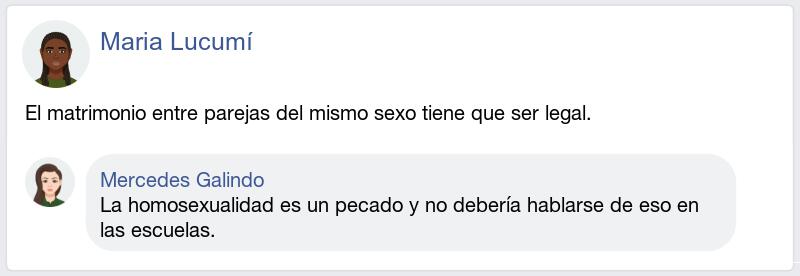 Maria Lucumí
El matrimonio entre parejas del mismo sexo tiene que ser legal.
Mercedes Galindo
La homosexualidad es un pecado y no debería hablarse de eso en
las escuelas.